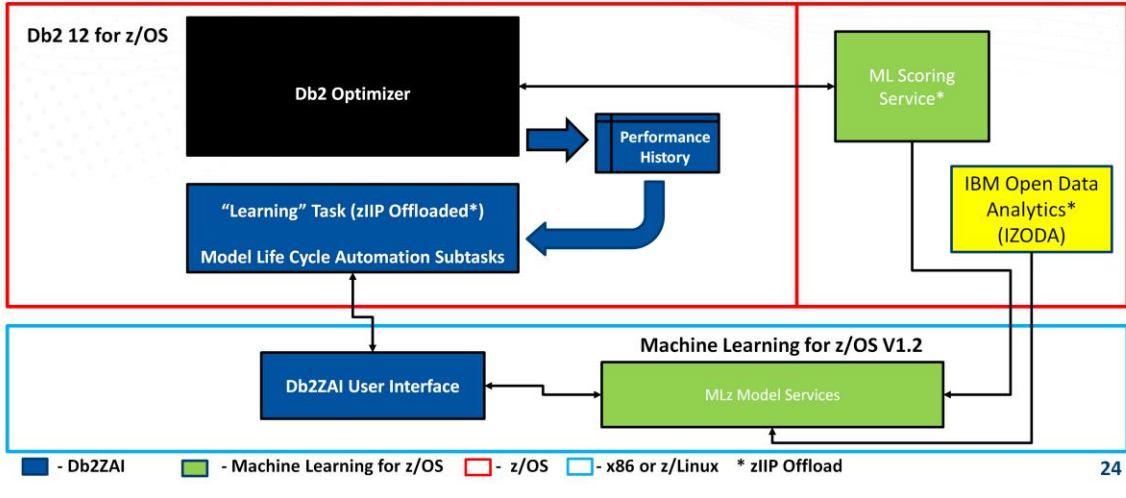 Db2 12 for z/OS
Db2 Optimizer
ML Scoring
Service*
Performance
History
IBM Open Data
Analytics*
(IZODA)
“Learning” Task (zIIP Offloaded*)
Model Life Cycle Automation Subtasks
Machine Learning for z/OS V1.2
Db2ZAI User Interface
MLz Model Services
- Db2ZAI
- Machine Learning for z/OS
- z/OS
- x86 or z/Linux
* zIIP Offload
24